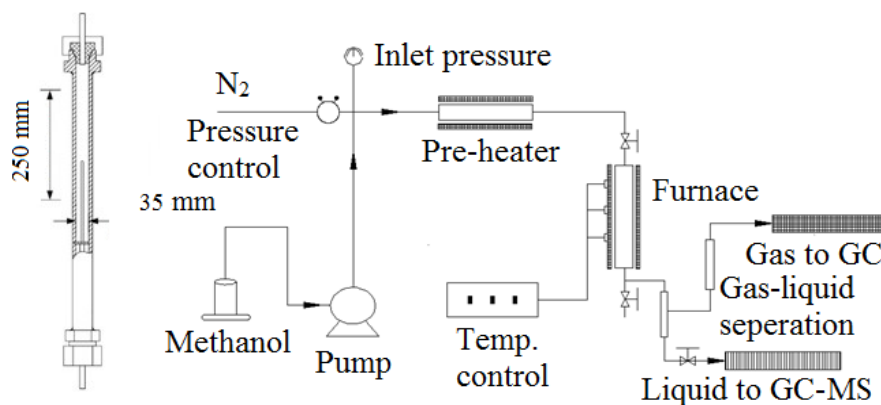 250 mm
35 mm
N₂
Pressure
control
Inlet pressure
Pre-heater
Furnace
Methanol
Pump
Temp.
control
Gas to GC
Gas-liquid
seperation
Liquid to GC-MS